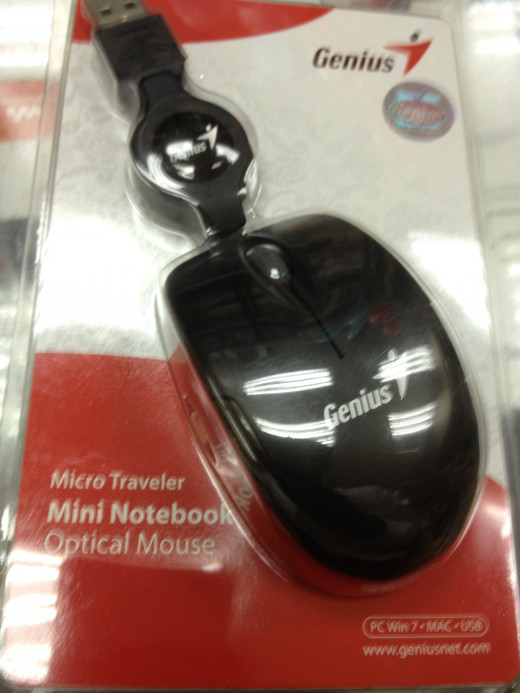 Genius
Genius
Genius
Micro Traveler
Mini Notebook
Optical Mouse
PC Win 7 • MAC • USB
www.geniusnet.com